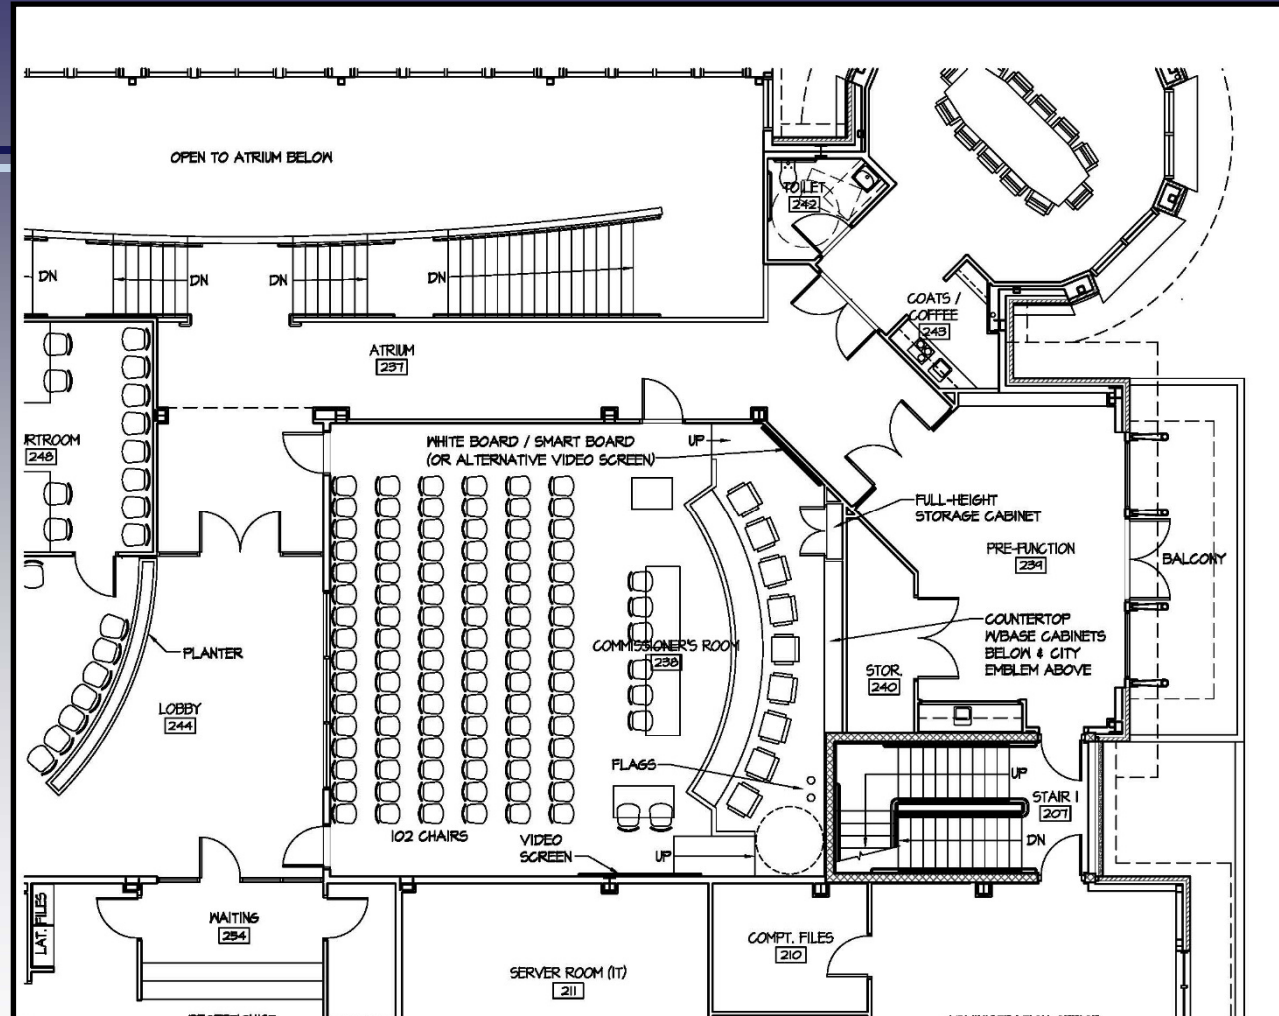 OPEN TO ATRIUM BELOW
TOILET
242
DN
DN
DN
DN
COATS /
COFFEE
243
ATRIUM
237
RTROOM
248
WHITE BOARD / SMART BOARD
(OR ALTERNATIVE VIDEO SCREEN)
UP
FULL-HEIGHT
STORAGE CABINET
PRE-FUNCTION
239
BALCONY
PLANTER
COUNTERTOP
W/BASE CABINETS
BELOW & CITY
EMBLEM ABOVE
COMMISSIONER'S ROOM
238
STOR.
240
LOBBY
244
FLAGS
UP
STAIR 1
207
DN
102 CHAIRS
VIDEO
SCREEN
UP
LAT. FILES
WAITING
234
COMPT. FILES
210
SERVER ROOM (IT)
211